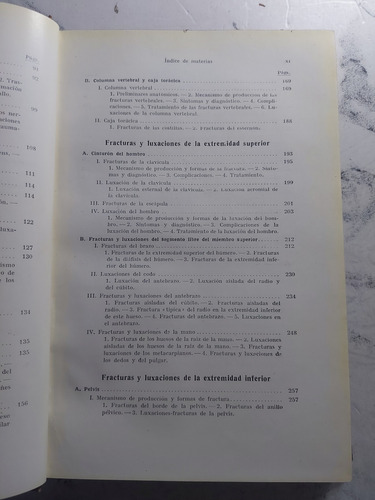 Índice de materias
Págs.
B. Columna vertebral y caja torácica 169
I. Columna vertebral 169
1. Preliminares anatómicos. — 2. Mecanismo de producción de las
fracturas vertebrales. — 3. Síntomas y diagnóstico. — 4. Compli-
caciones. — 5. Tratamiento de las fracturas vertebrales. — 6. Lu-
xaciones de la columna vertebral.
II. Caja torácica 188
1. Fracturas de las costillas. — 2. Fracturas del esternón.
Fracturas y luxaciones de la extremidad superior
A. Cinturón del hombro 193
I. Fracturas de la clavícula 193
1. Mecanismo de producción y formas de la fractura. — 2. Sínto-
mas y diagnóstico. — 3. Complicaciones. — 4. Tratamiento.
II. Luxación de la clavícula 199
1. Luxación esternal de la clavícula. — 2. Luxación acromial de
la clavícula.
III. Fracturas de la escápula 201
IV. Luxación del hombro 203
1. Mecanismo de producción y formas de la luxación del hom-
bro. — 2. Síntomas y diagnóstico. — 3. Complicaciones de la
luxación del hombro. — 4. Tratamiento de la luxación del hombro.
B. Fracturas y luxaciones del segmento libre del miembro superior 212
I. Fracturas del brazo 212
1. Fracturas de la extremidad superior del húmero. — 2. Fracturas
de la diáfisis del húmero. — 3. Fracturas de la extremidad infe-
rior del húmero.
II. Luxaciones del codo 230
1. Luxación del antebrazo. — 2. Luxación aislada del radio y
del cúbito.
III. Fracturas y luxaciones del antebrazo 234
1. Fracturas aisladas del cúbito. — 2. Fracturas aisladas del
radio. — 3. Fractura «típica» del radio en la extremidad inferior
de este hueso. — 4. Fracturas del antebrazo. — 5. Luxaciones en
el antebrazo.
IV. Fracturas y luxaciones de la mano 248
1. Fracturas de los huesos de la raíz de la mano. — 2. Luxaciones
aisladas de los huesos de la raíz de la mano. — 3. Fracturas y
luxaciones de los metacarpianos. — 4. Fracturas y luxaciones de
los dedos y del pulgar.
Fracturas y luxaciones de la extremidad inferior
A. Pelvis 257
I. Mecanismo de producción y formas de fractura 257
1. Fracturas del borde de la pelvis. — 2. Fracturas del anillo
pélvico. — 3. Luxaciones-fracturas de la pelvis.